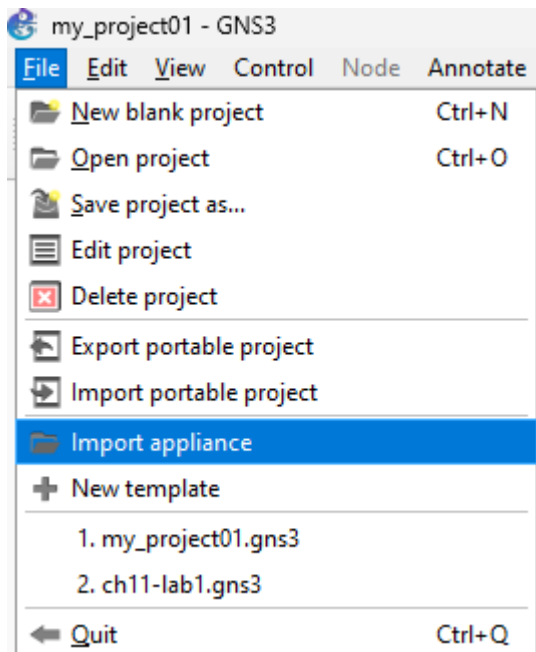 my_project01 - GNS3
File Edit View Control Node Annotate
New blank project Ctrl+N
Open project Ctrl+O
Save project as...
Edit project
Delete project
Export portable project
Import portable project
Import appliance
New template
1. my_project01.gns3
2. ch11-lab1.gns3
Quit Ctrl+Q